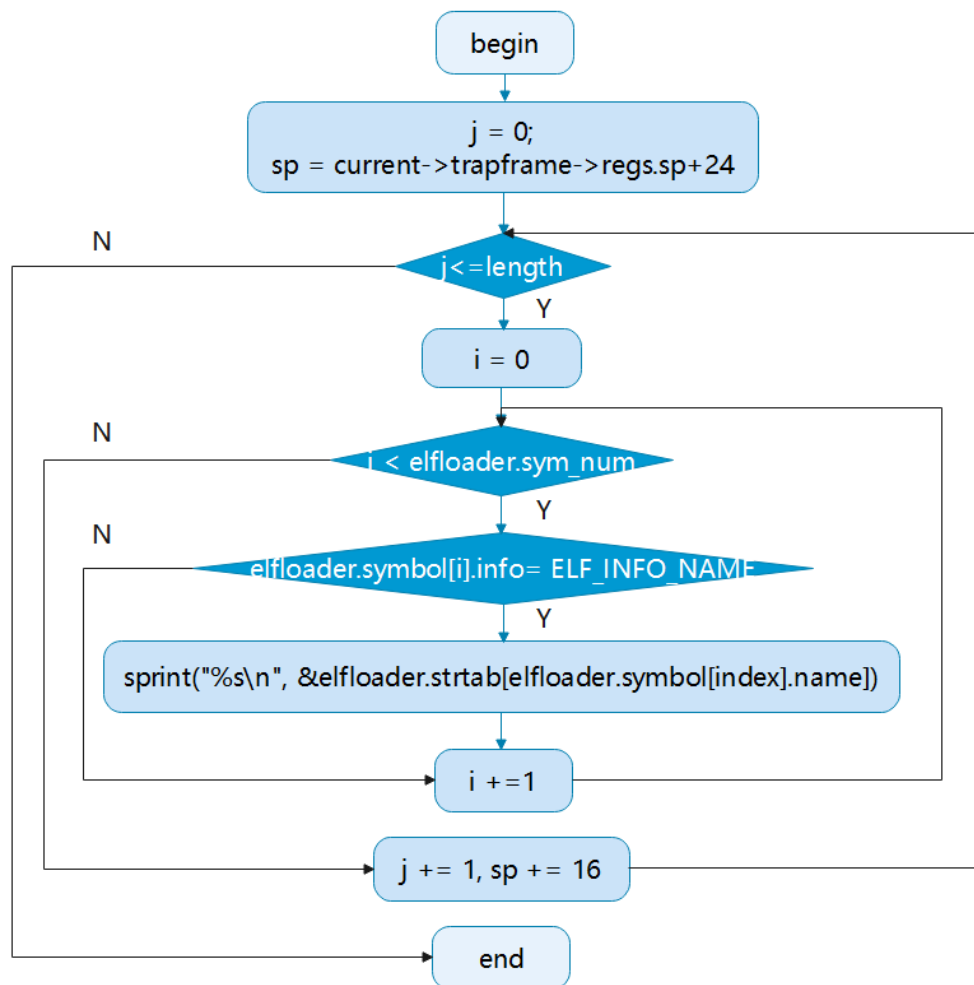 begin
j = 0;
sp = current->trapframe->regs.sp+24
N
j<=length
Y
i = 0
N
i < elfloader.sym_num
Y
N
elfloader.symbol[i].info= ELF_INFO_NAME
Y
sprint("%s\n", &elfloader.strtab[elfloader.symbol[index].name])
i +=1
j += 1, sp += 16
end